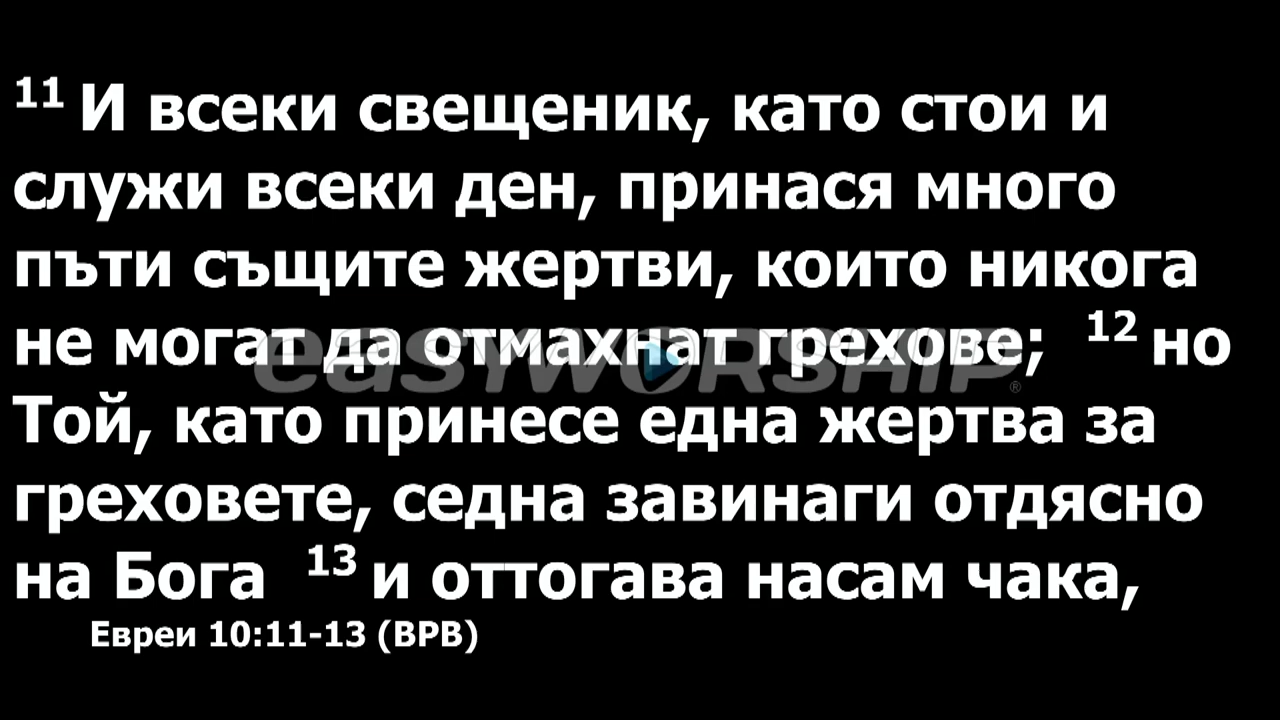 11 И всеки свещеник, като стои и
служи всеки ден, принася много
пъти същите жертви, които никога
не могат да отмахнат грехове; 12 но
easyworship®
Той, като принесе една жертва за
греховете, седна завинаги отдясно
на Бога 13 и оттогава насам чака,
Евреи 10:11-13 (ВРВ)